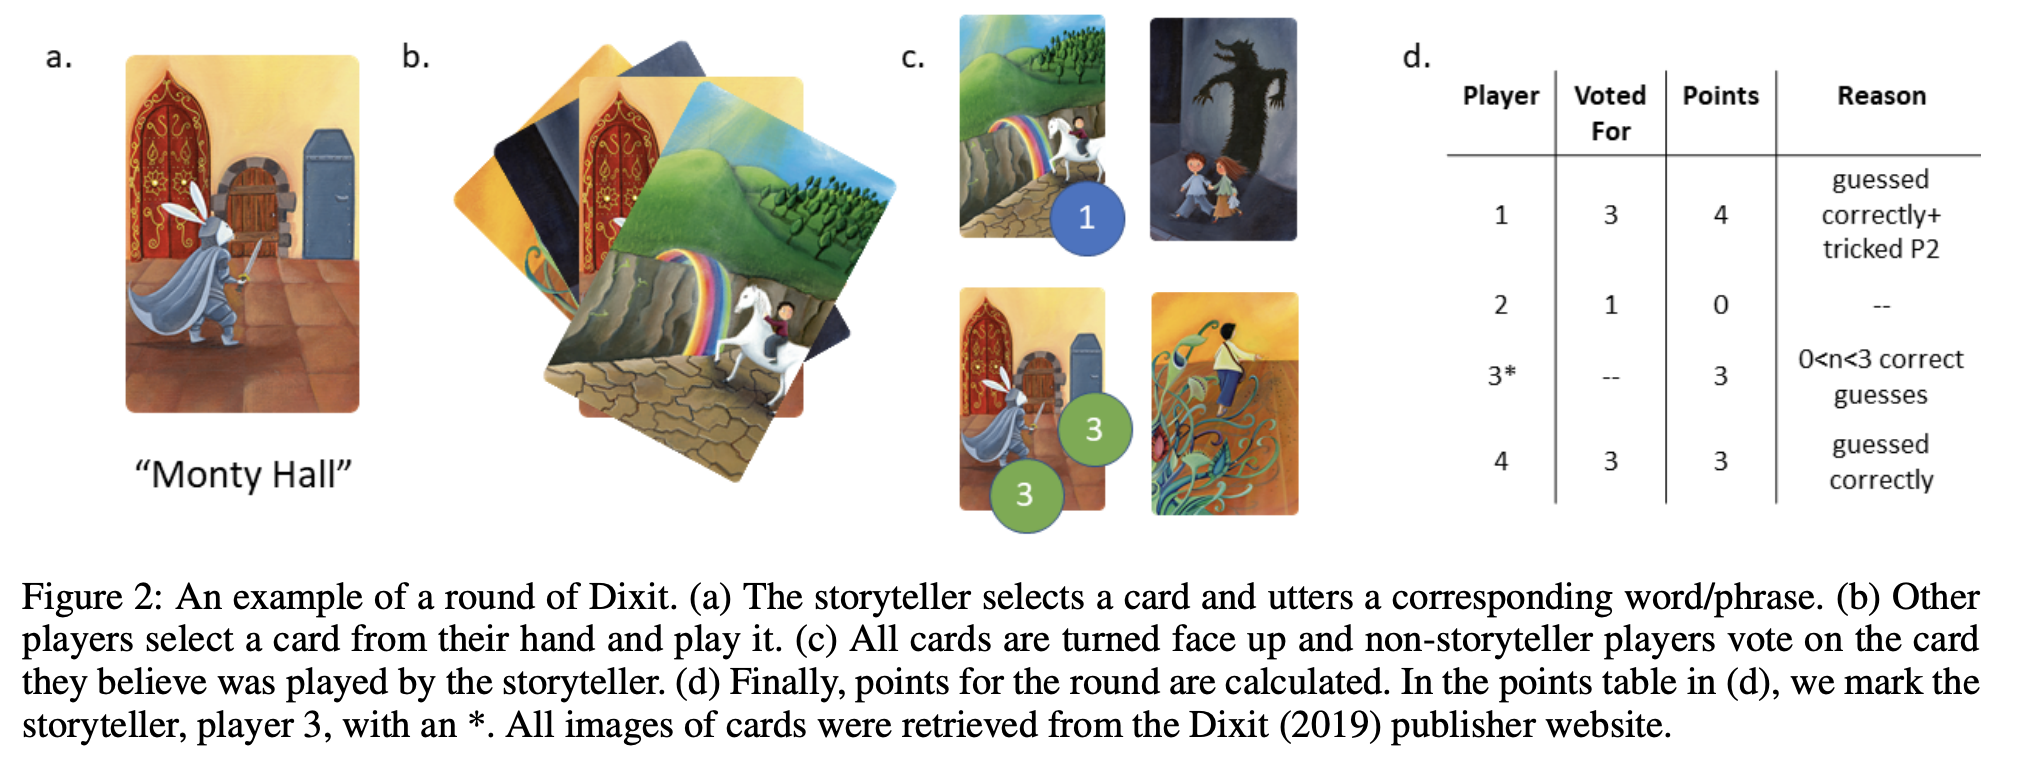 a.
"Monty Hall"
b.
c.
1
3
3
d.
Player Voted For Points Reason
1 3 4 guessed correctly+ tricked P2
2 1 0 --
3* -- 3 0<n<3 correct guesses
4 3 3 guessed correctly
Figure 2: An example of a round of Dixit. (a) The storyteller selects a card and utters a corresponding word/phrase. (b) Other
players select a card from their hand and play it. (c) All cards are turned face up and non-storyteller players vote on the card
they believe was played by the storyteller. (d) Finally, points for the round are calculated. In the points table in (d), we mark the
storyteller, player 3, with an *. All images of cards were retrieved from the Dixit (2019) publisher website.